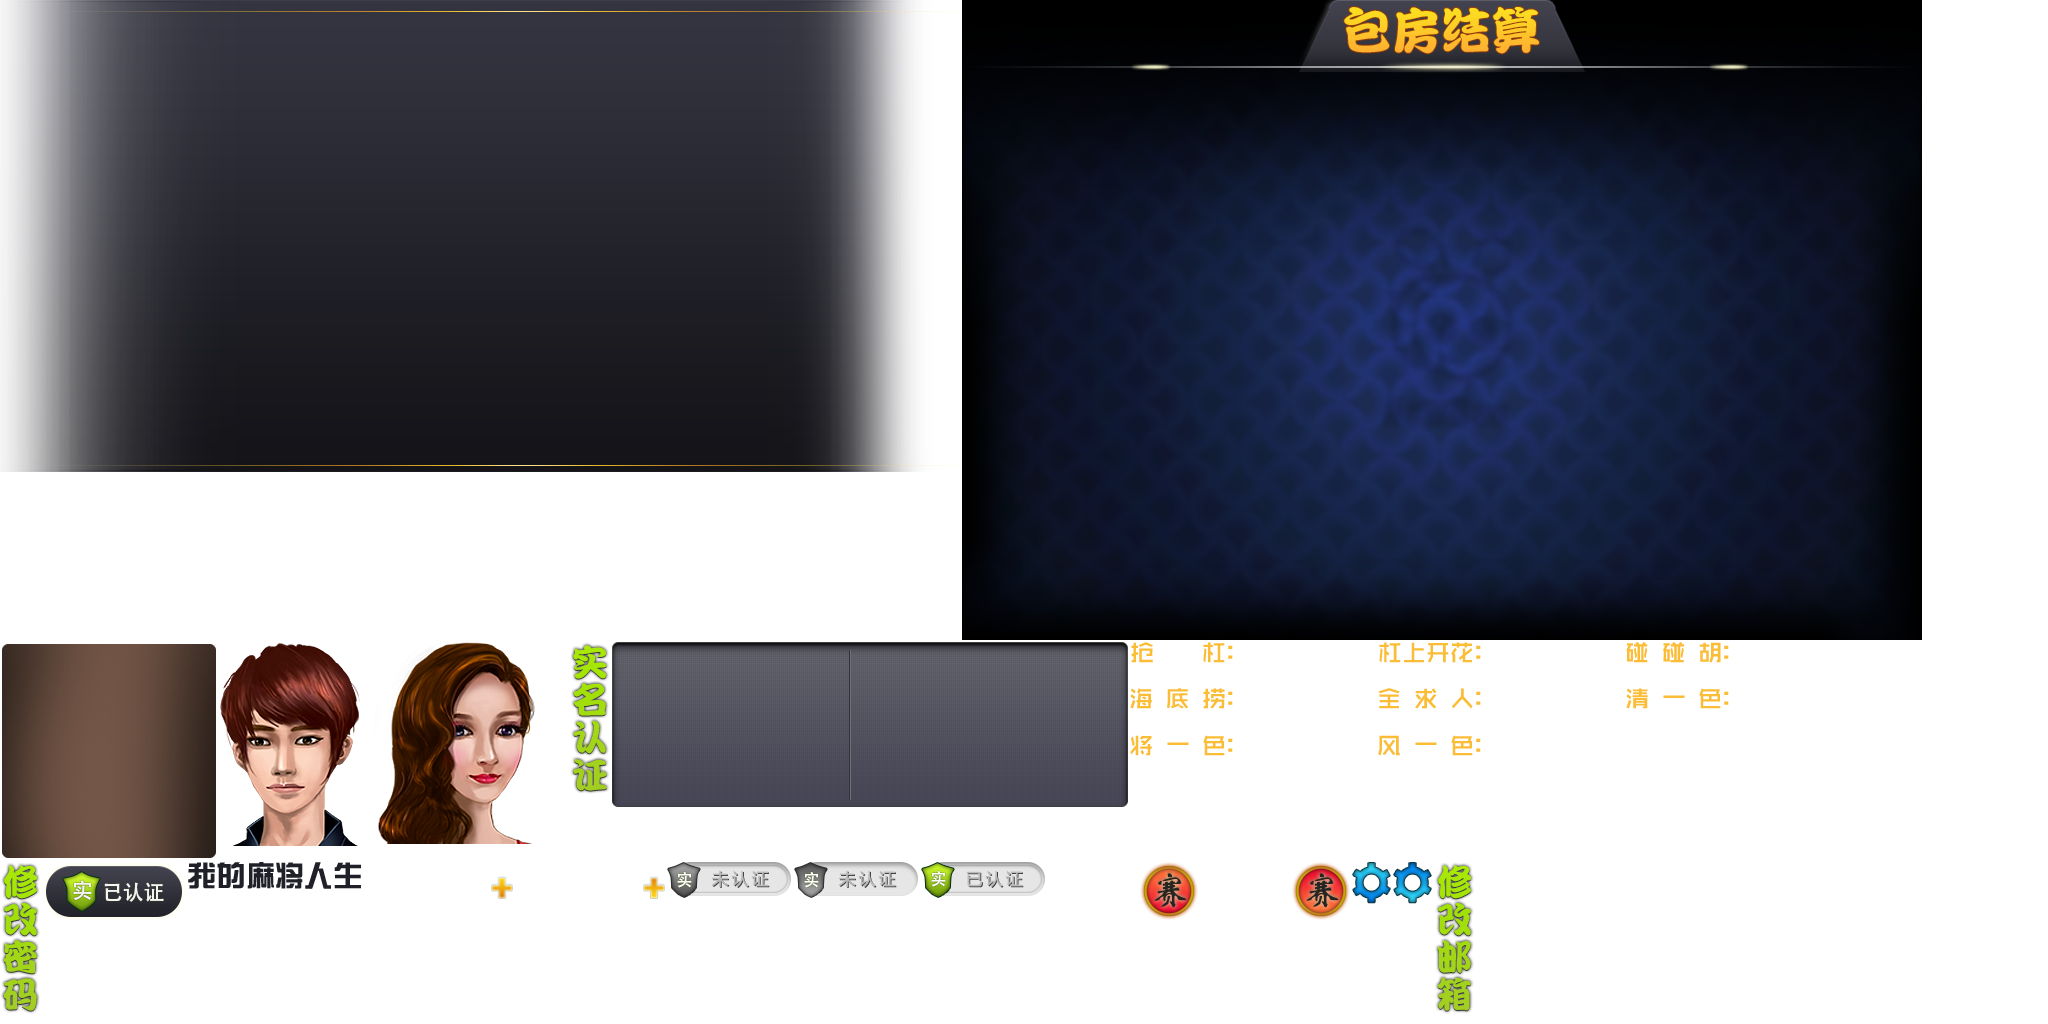 包房结算
实名认证
抢杠:
杠上开花:
碰碰胡:
海底捞:
全求人:
清一色:
将一色:
风一色:
修改密码
实 已认证
我的麻将人生
实 未认证
实 未认证
实 已认证
赛
赛
修改邮箱